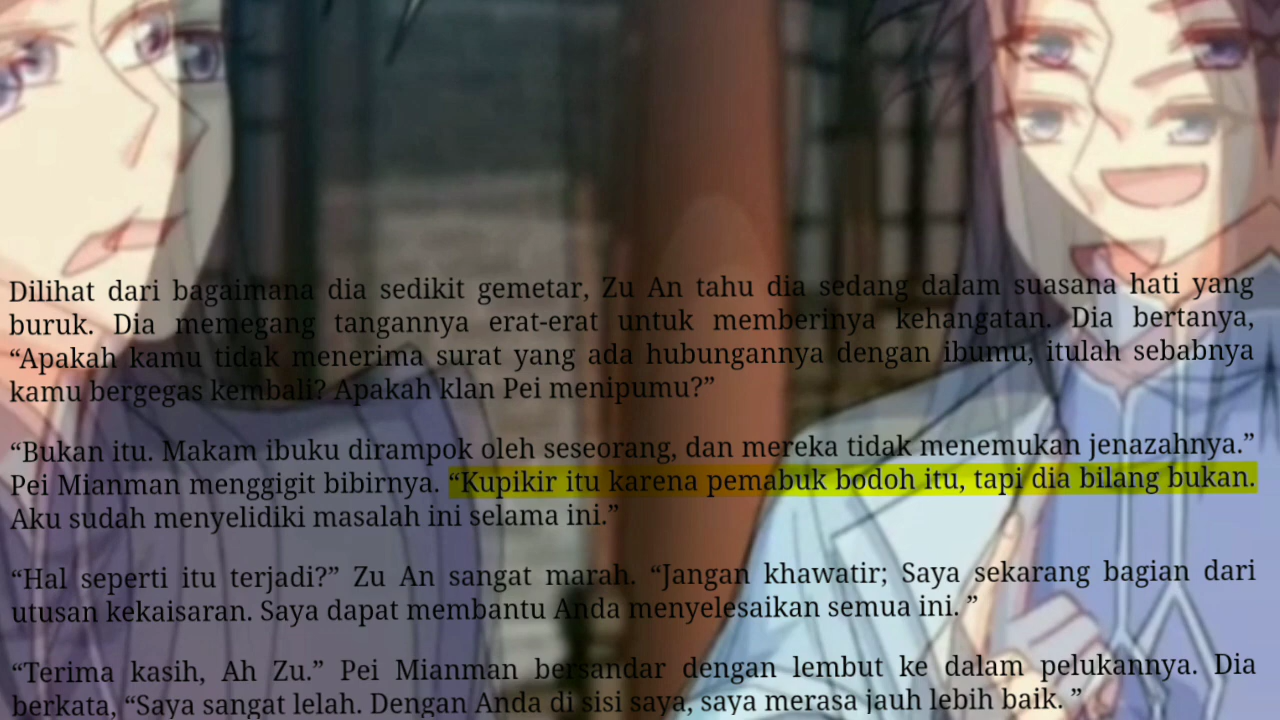 Dilihat dari bagaimana dia sedikit gemetar, Zu An tahu dia sedang dalam suasana hati yang
buruk. Dia memegang tangannya erat-erat untuk memberinya kehangatan. Dia bertanya,
“Apakah kamu tidak menerima surat yang ada hubungannya dengan ibumu, itulah sebabnya
kamu bergegas kembali? Apakah klan Pei menipumu?”
“Bukan itu. Makam ibuku dirampok oleh seseorang, dan mereka tidak menemukan jenazahnya.”
Pei Mianman menggigit bibirnya. “Kupikir itu karena pemabuk bodoh itu, tapi dia bilang bukan.
Aku sudah menyelidiki masalah ini selama ini.”
“Hal seperti itu terjadi?” Zu An sangat marah. “Jangan khawatir; Saya sekarang bagian dari
utusan kekaisaran. Saya dapat membantu Anda menyelesaikan semua ini. ”
“Terima kasih, Ah Zu.” Pei Mianman bersandar dengan lembut ke dalam pelukannya. Dia
berkata, “Saya sangat lelah. Dengan Anda di sisi saya, saya merasa jauh lebih baik. ”